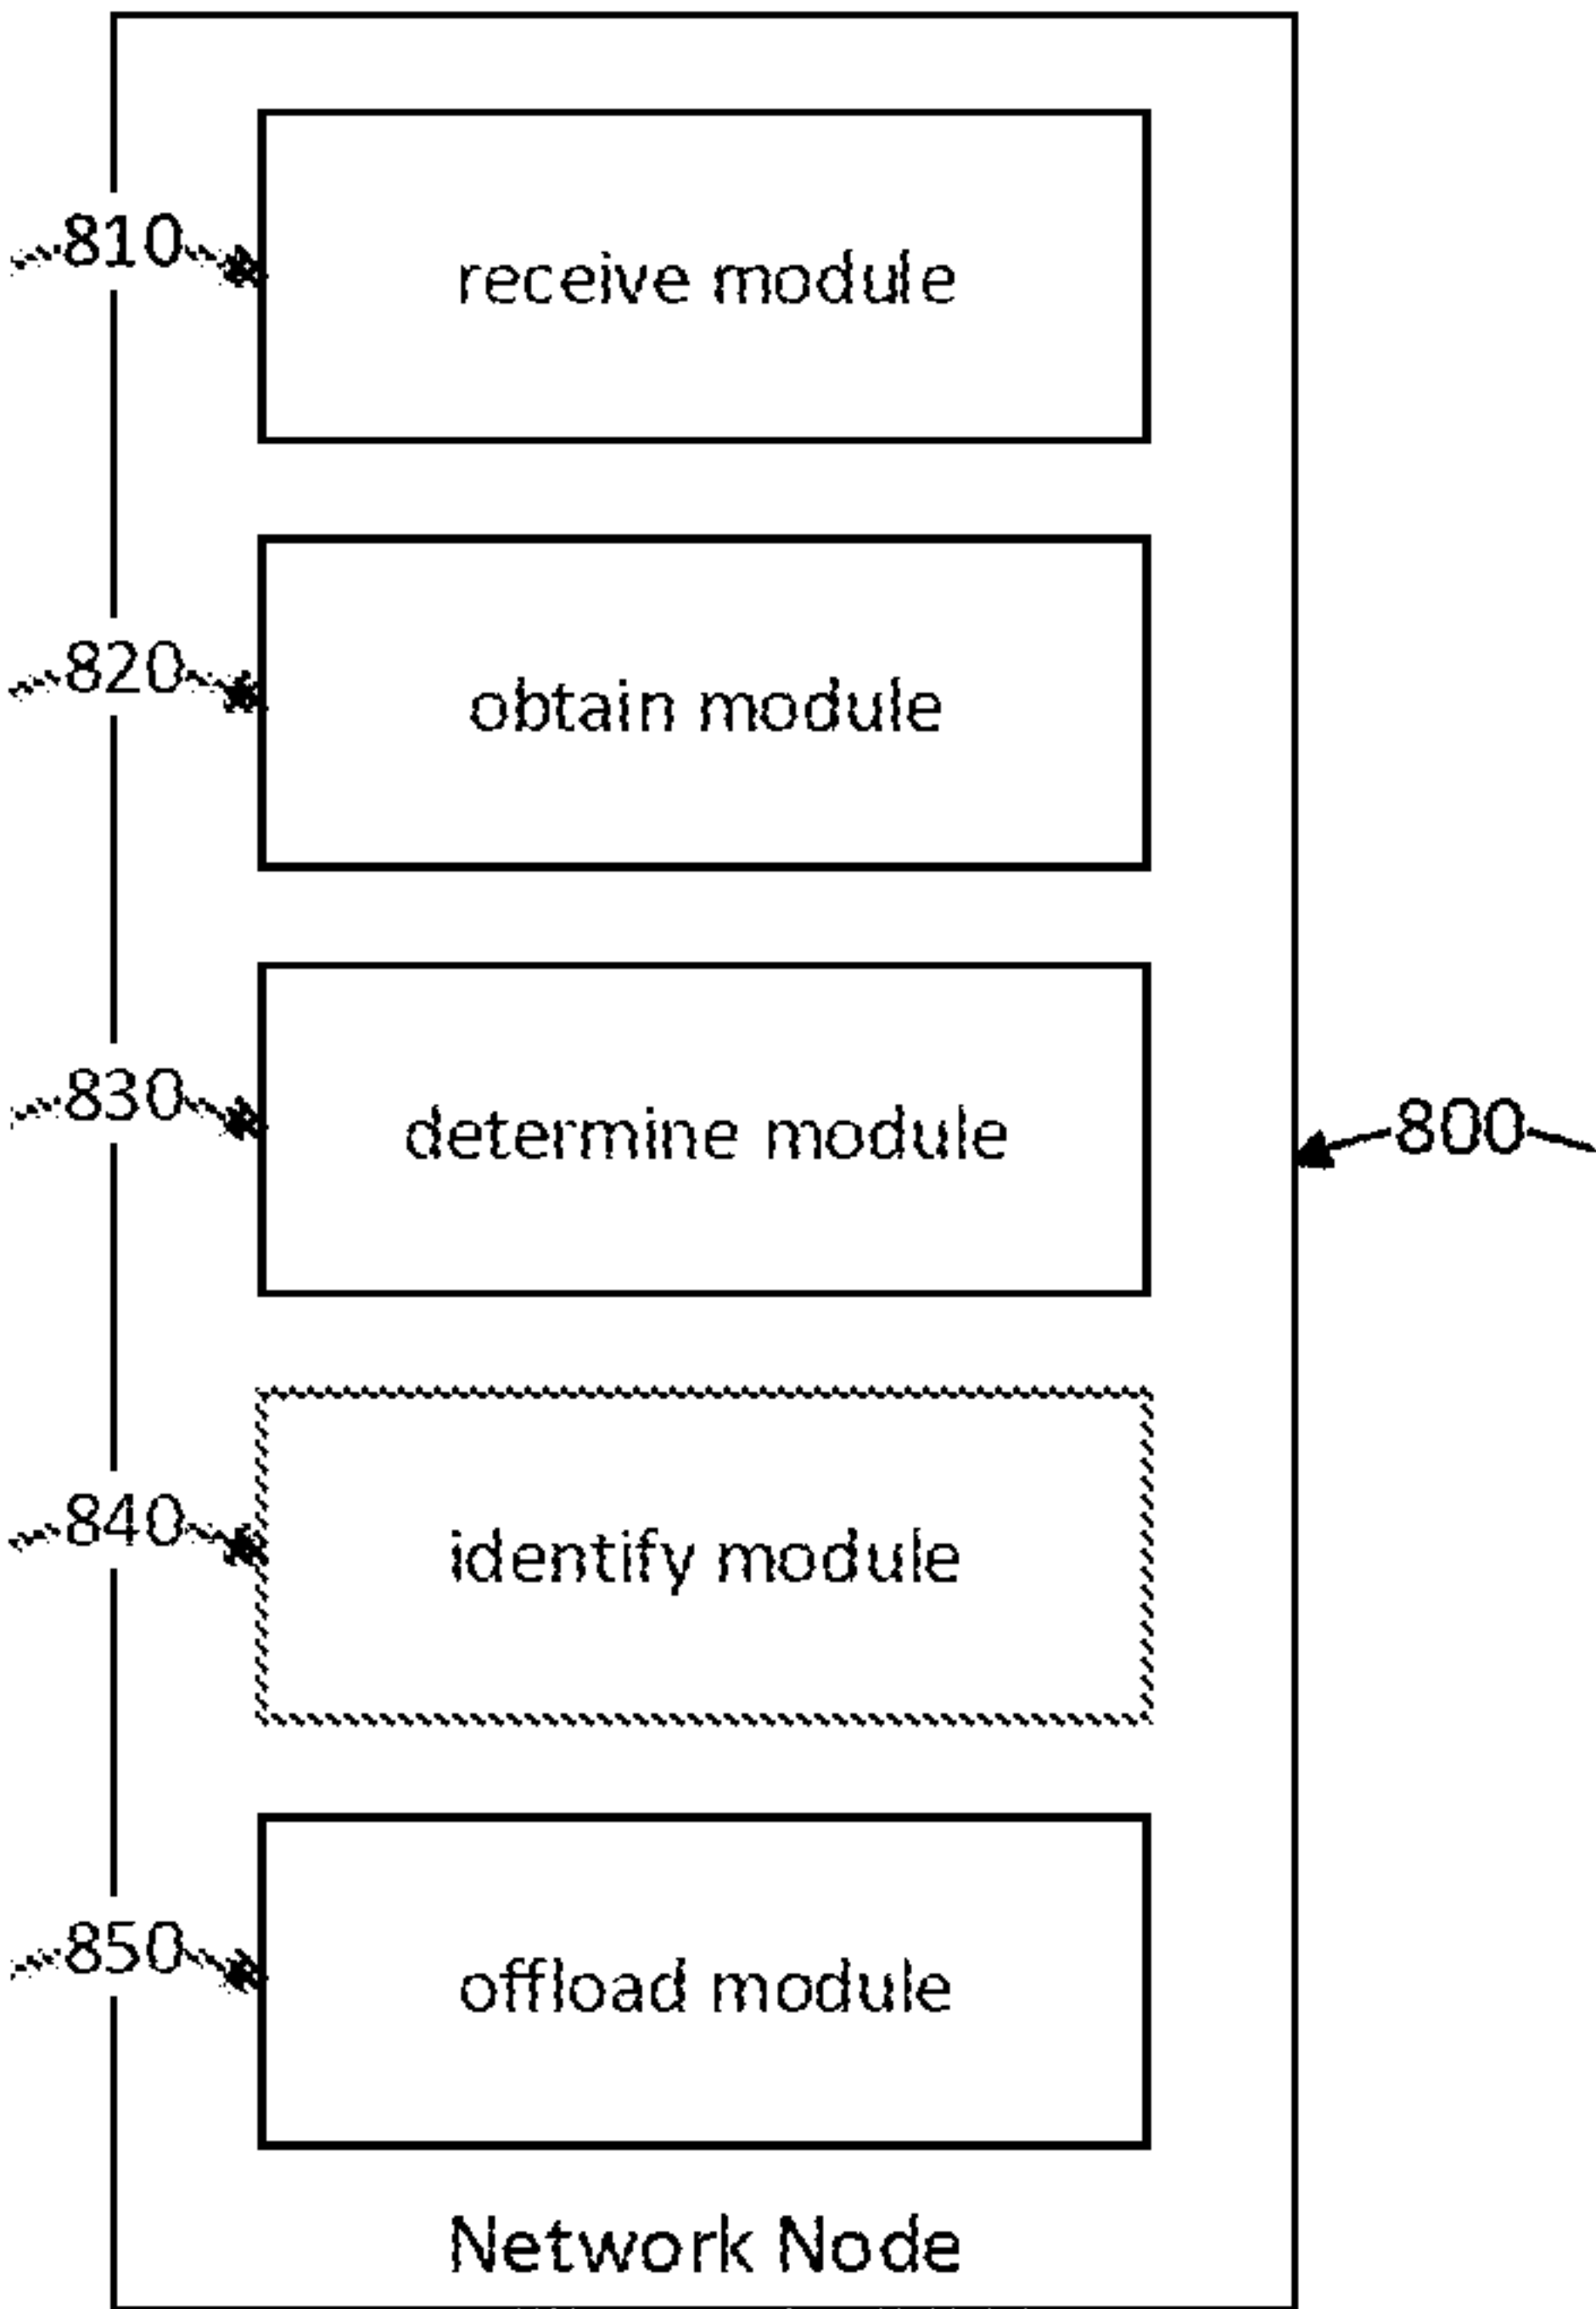 810
receive module
820
obtain module
830
determine module
800
840
identify module
850
offload module
Network Node